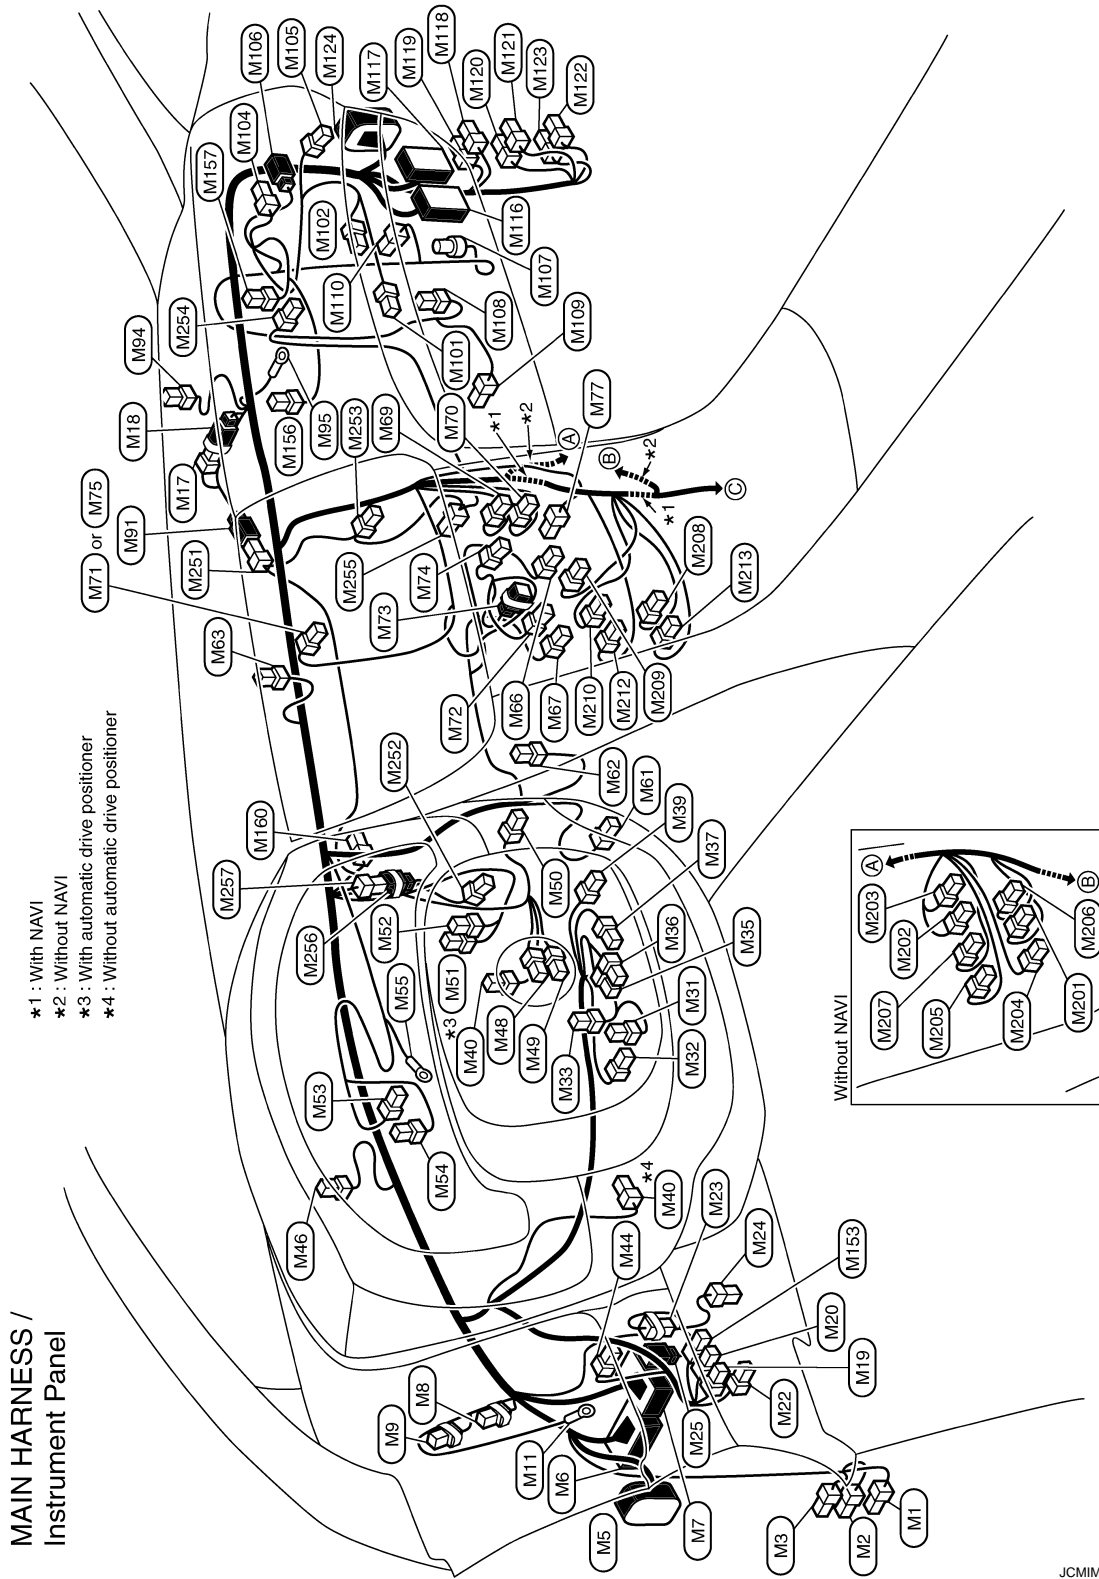 MAIN HARNESS /
Instrument Panel
*1 : With NAVI
*2 : Without NAVI
*3 : With automatic drive positioner
*4 : Without automatic drive positioner
M5
M6
M11
M9
M8
M46
M53
M54
M55
M256
M257
M160
M252
M52
M51
*3
M40
M48
M49
M33
M32
M31
M35
M36
M37
M39
M61
M62
M50
M63
M71 or M75
M91
M251
M17
M18
M94
M254
M157
M104
M106
M105
M124
M117
M119
M118
M120
M121
M123
M122
M116
M107
M102
M110
M108
M109
M101
M156
M95
M253
M69
M70
*1
*2
A
B
*2
*1
C
M77
M255
M74
M73
M72
M66
M67
M210
M212
M209
M208
M213
M44
*4
M40
M23
M24
M153
M20
M19
M22
M25
M7
M3
M2
M1
Without NAVI
A
B
M203
M202
M207
M205
M204
M201
M206
JCMIM